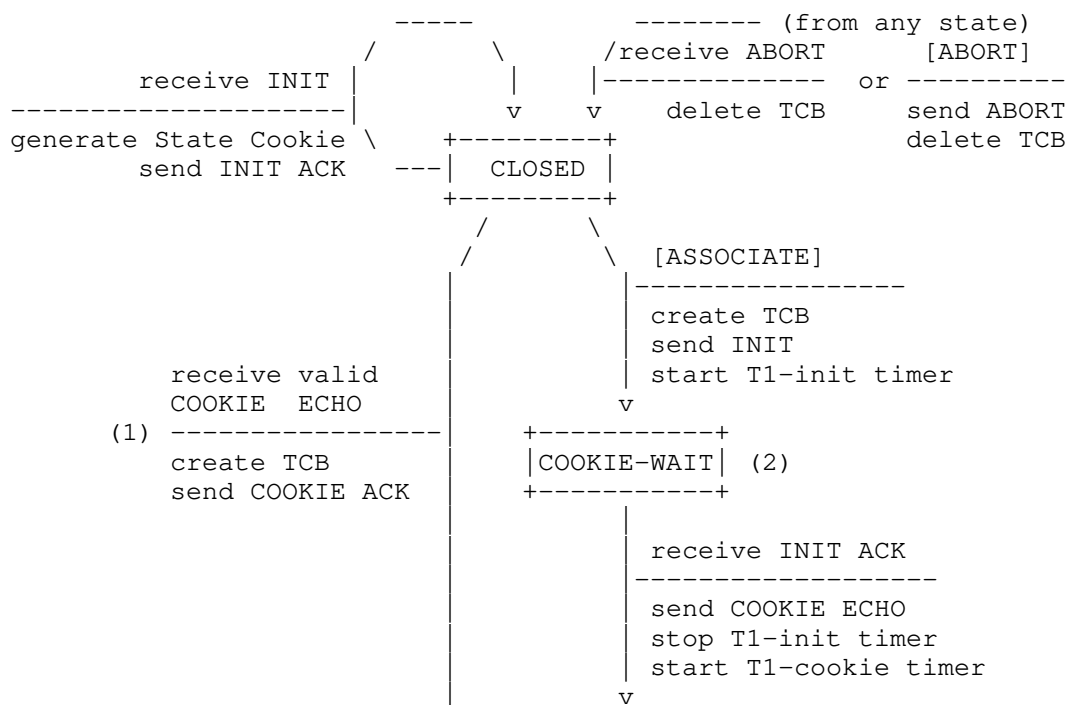 -----          -------- (from any state)
                     /       \      /receive ABORT      [ABORT]
       receive INIT |         |    |--------------  or ----------
--------------------|         v    v    delete TCB     send ABORT
generate State Cookie \    +---------+                 delete TCB
       send INIT ACK   ---|  CLOSED |
                          +---------+
                            /      \
                           /        \  [ASSOCIATE]
                          |          |-----------------
                          |          | create TCB
                          |          | send INIT
         receive valid    |          | start T1-init timer
         COOKIE  ECHO     |          v
     (1) -----------------|    +-----------+
         create TCB       |    |COOKIE-WAIT| (2)
         send COOKIE ACK  |    +-----------+
                          |          |
                          |          | receive INIT ACK
                          |          |-------------------
                          |          | send COOKIE ECHO
                          |          | stop T1-init timer
                          |          | start T1-cookie timer
                          |          v